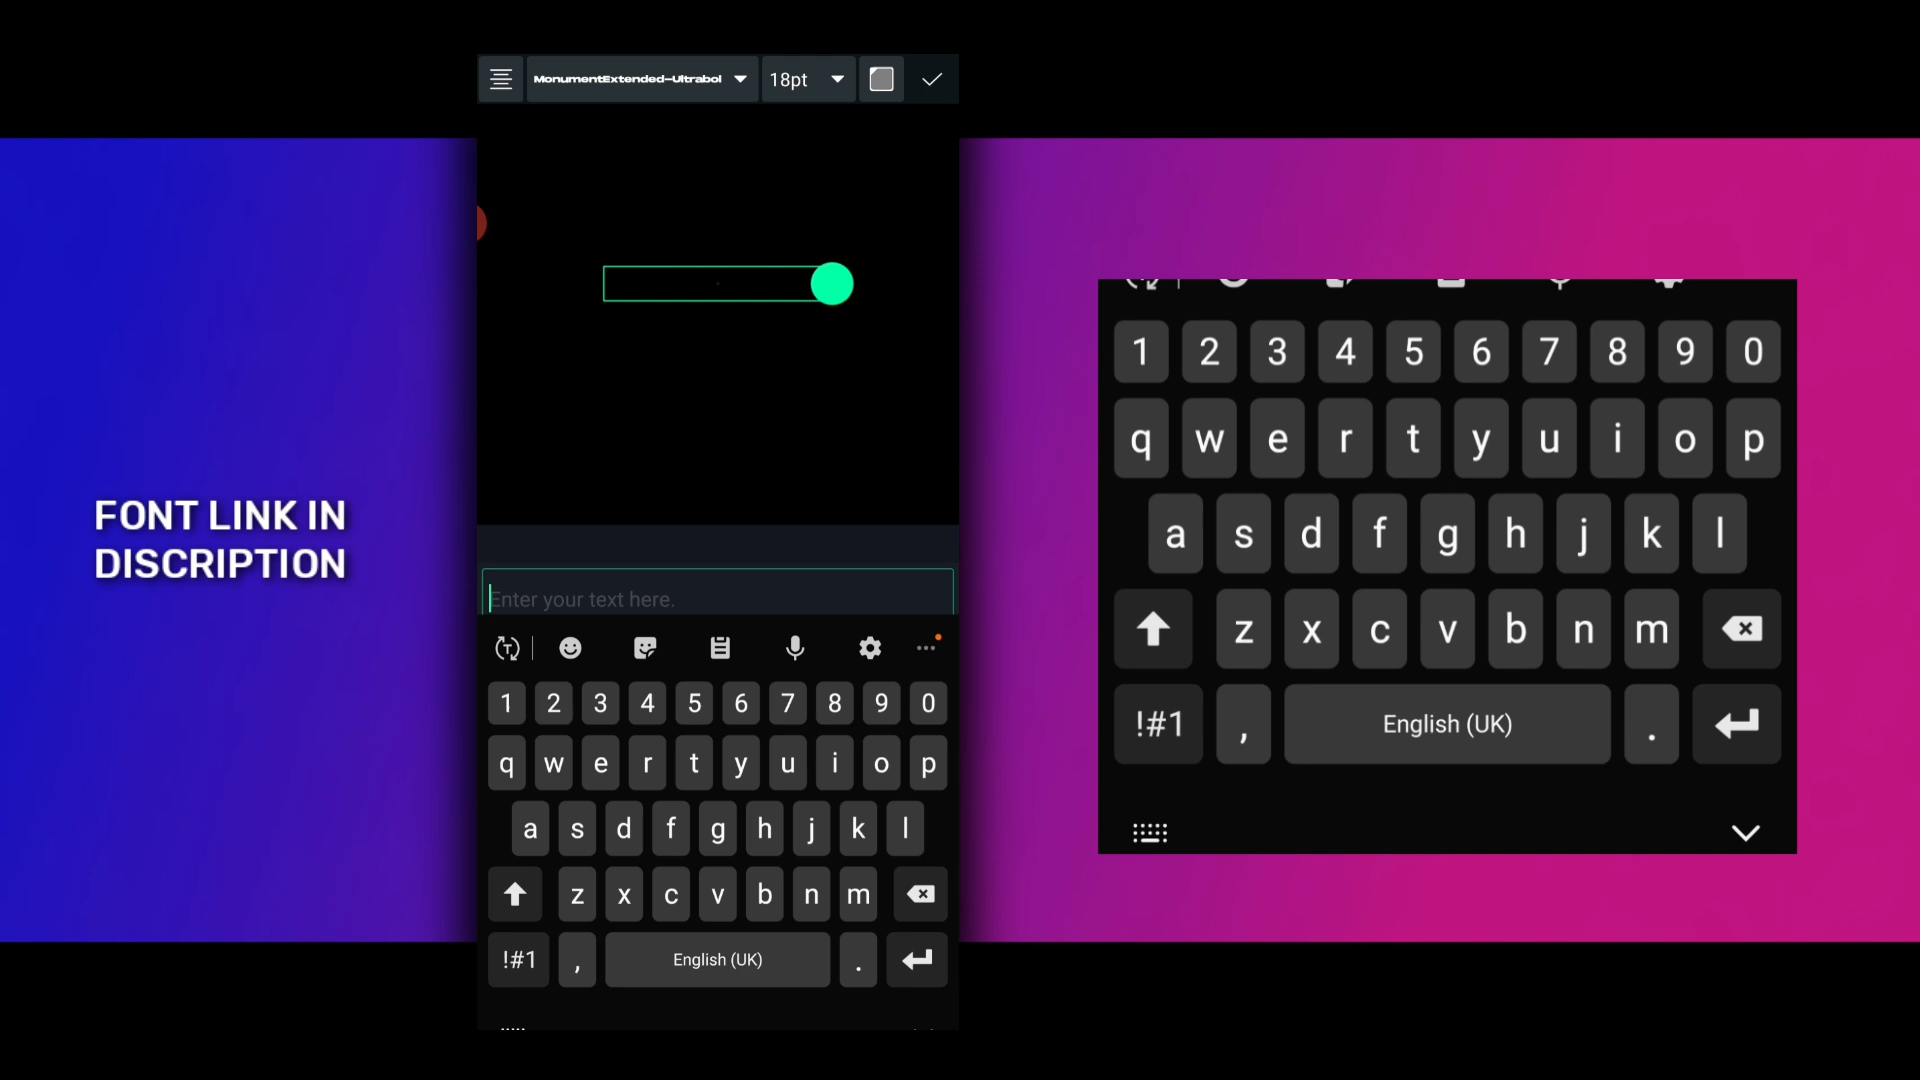 MonumentExtended-Ultrabol
18pt
FONT LINK IN
DISCRIPTION
Enter your text here.
1 2 3 4 5 6 7 8 9 0
q w e r t y u i o p
a s d f g h j k l
z x c v b n m
!#1 , English (UK) .
1 2 3 4 5 6 7 8 9 0
q w e r t y u i o p
a s d f g h j k l
z x c v b n m
!#1 , English (UK) .